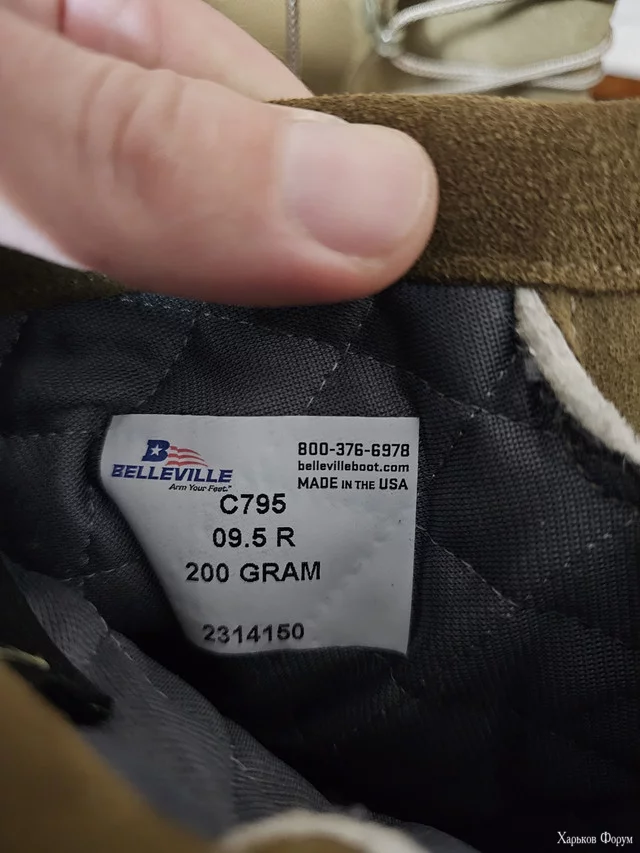 BELLEVILLE
Arm Your Feet.™
800-376-6978
bellevilleboot.com
MADE IN THE USA
C795
09.5 R
200 GRAM
2314150
Харьков Форум